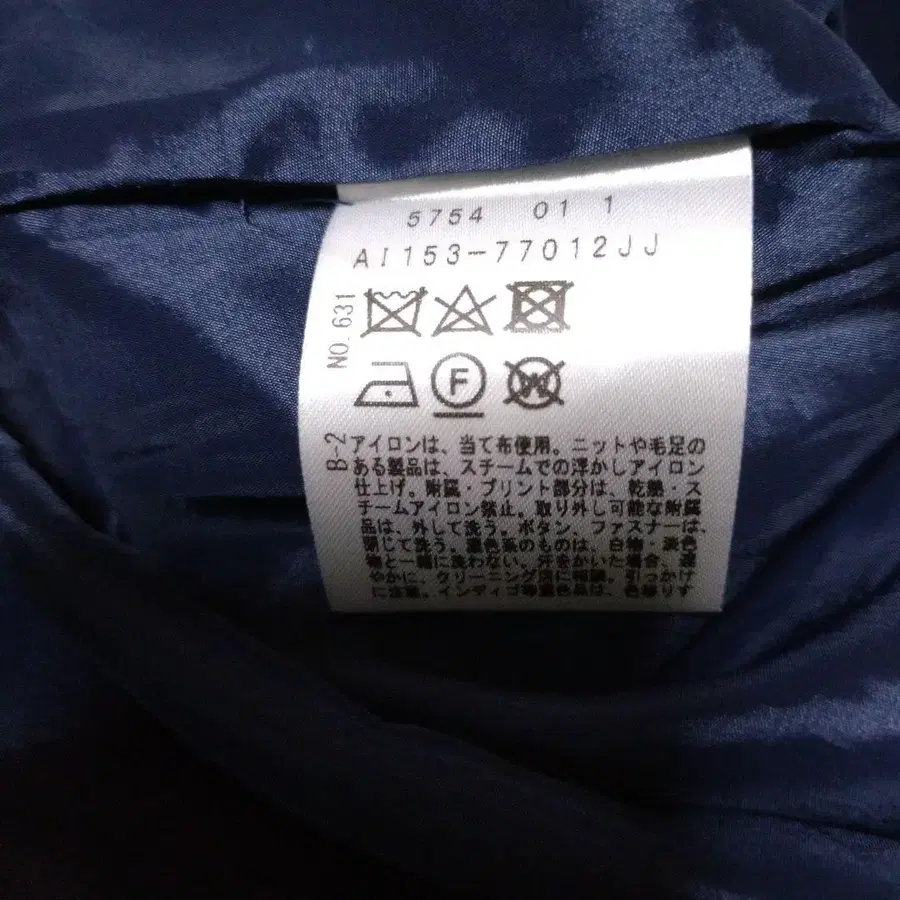 5754 01 1
AI153-77012JJ
NO.631
F
W
B-2
アイロンは、当て布使用。ニットや毛足の
ある製品は、スチームでの浮かしアイロン
仕上げ。附属・プリント部分は、乾熱・ス
チームアイロン禁止。取り外し可能な附属
品は、外して洗う。ボタン、ファスナーは、
閉じて洗う。濃色系のものは、白物・淡色
物と一緒に洗わない。汗をかいた場合、速
やかに、クリーニング店に相談。引っかけ
に注意。インディゴ等濃色品は、色移りす